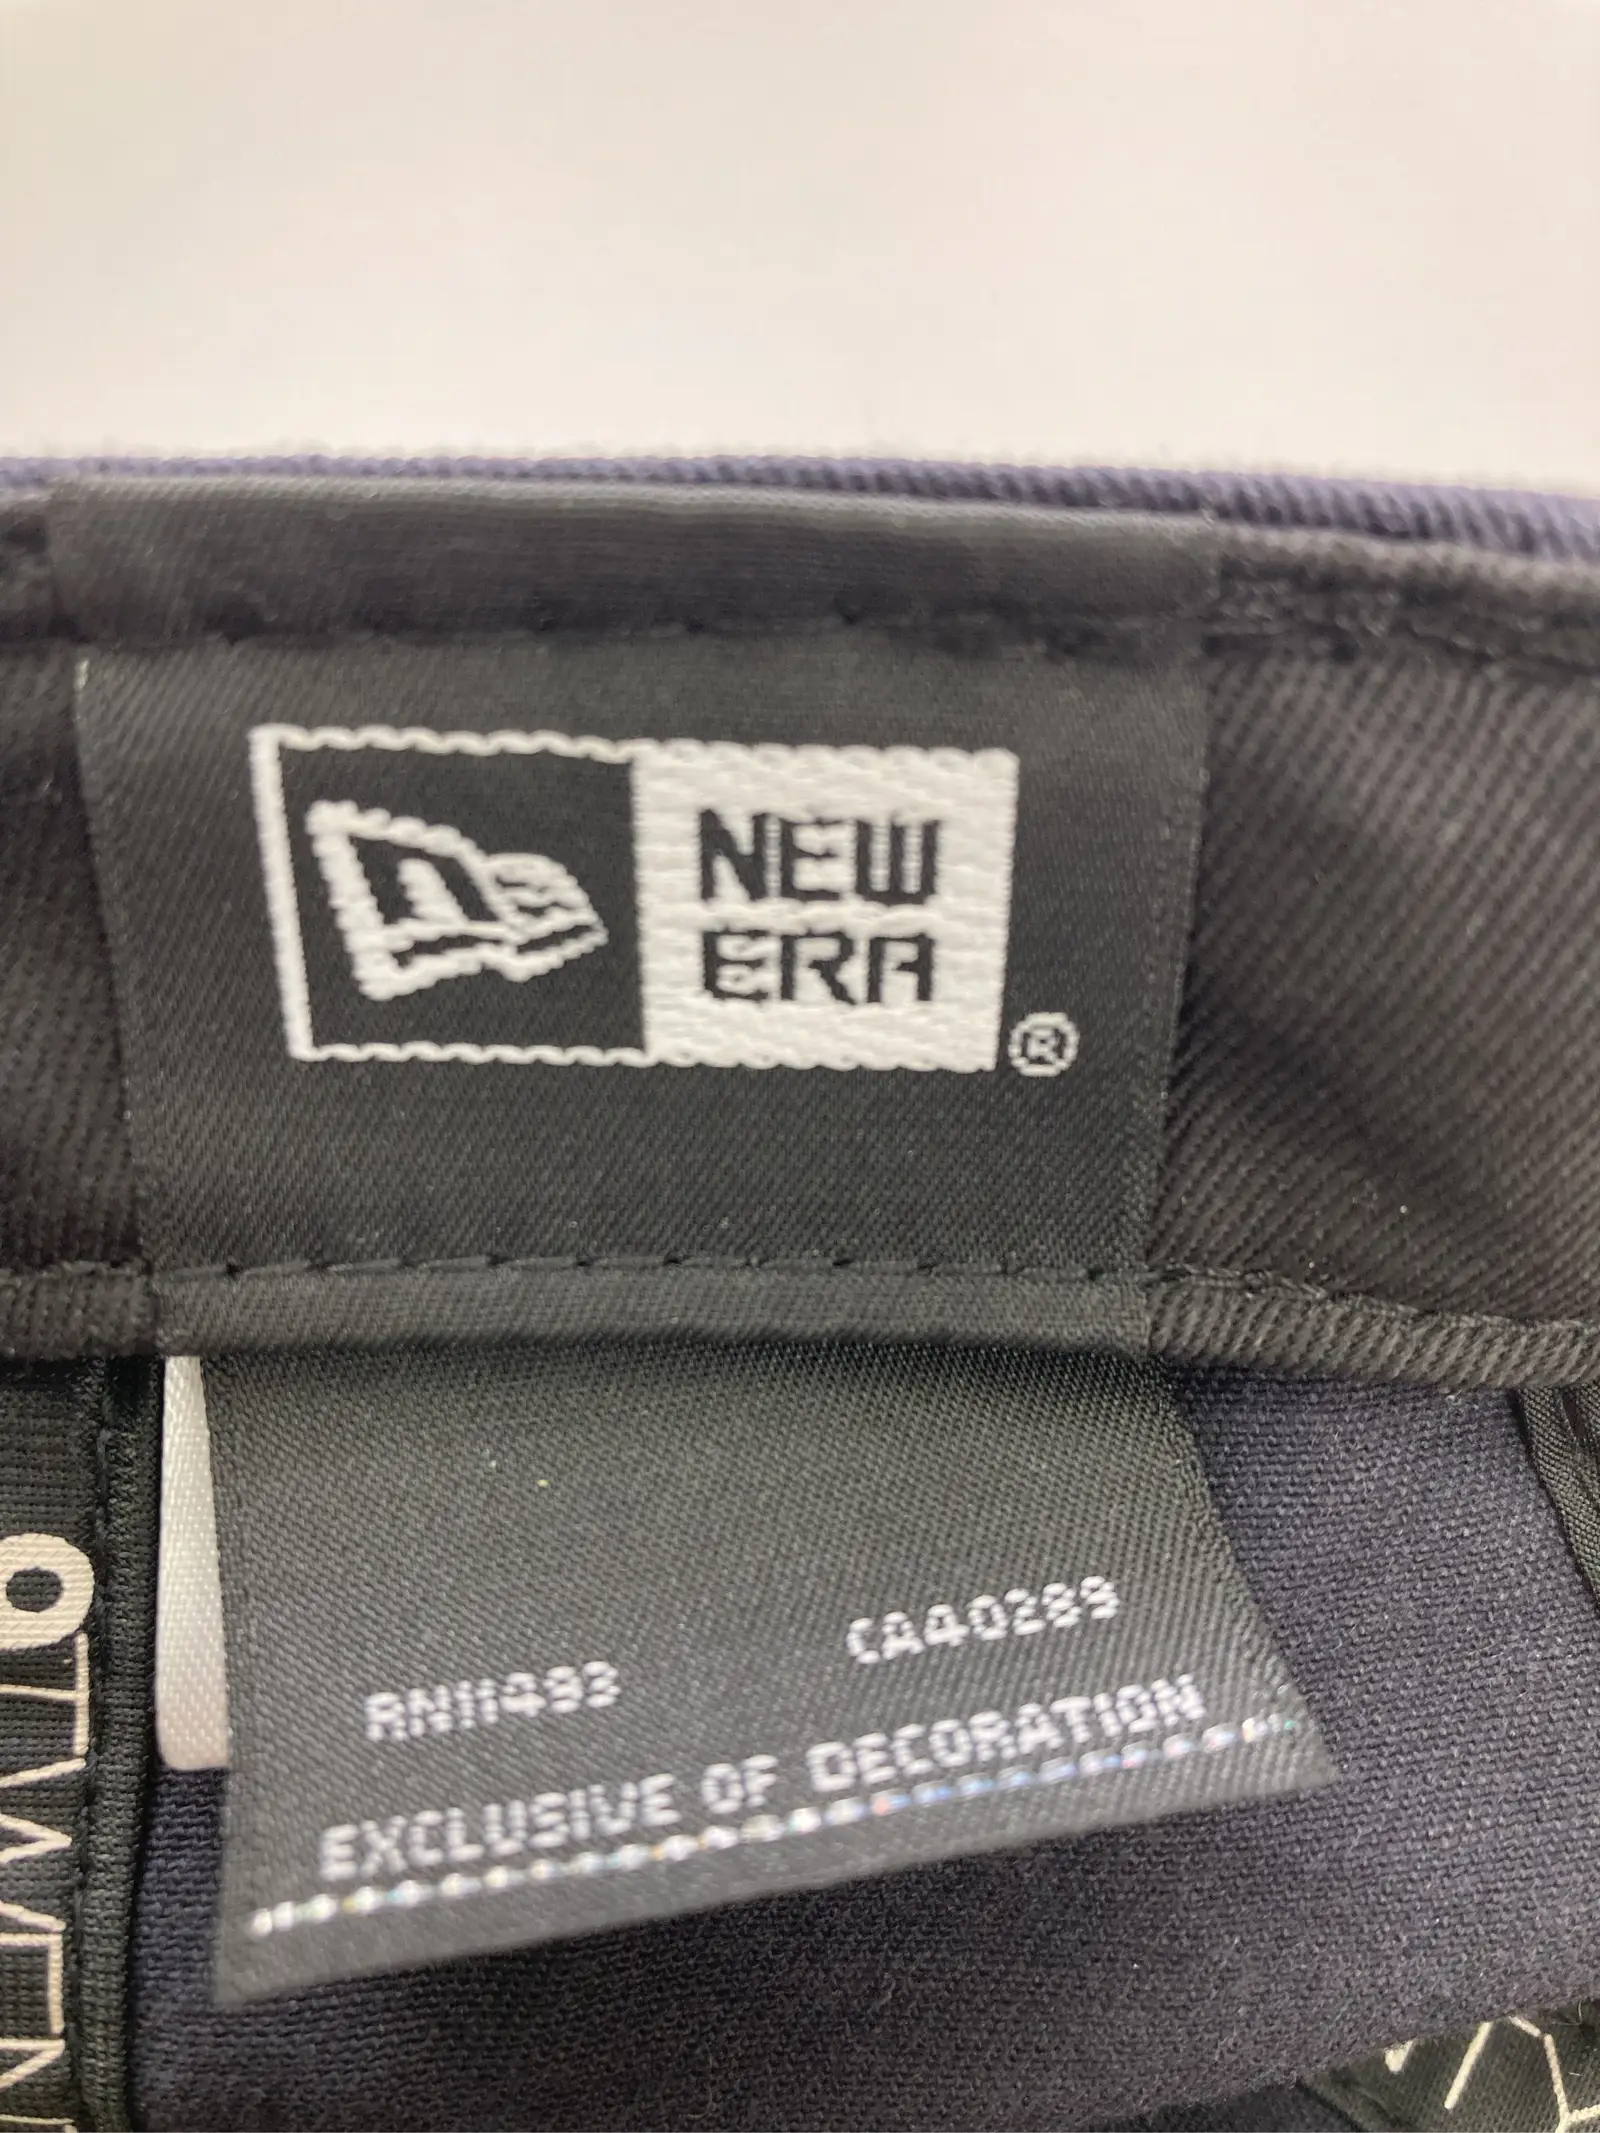 NEW
ERA
®
RN11493 CA40289
EXCLUSIVE OF DECORATION